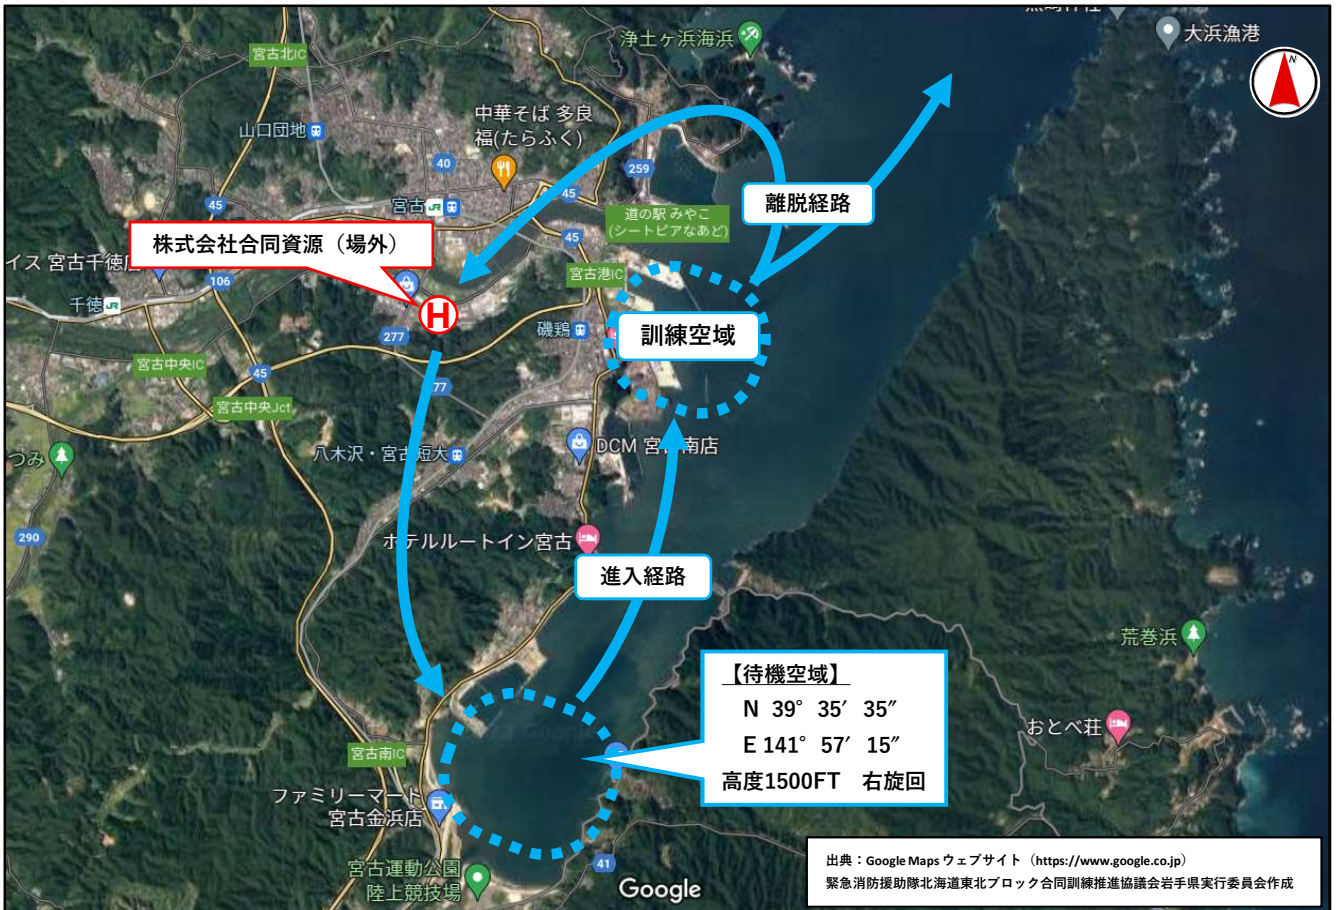 大浜漁港
浄土ヶ浜海浜
N
宮古北IC
中華そば 多良
福(たらふく)
山口団地
40
259
45
45
宮古 JR
離脱経路
道の駅 みやこ
(シートピアなあど)
株式会社合同資源（場外）
45
イス 宮古千徳店
宮古港IC
106
千徳 JR
H
磯鶏
訓練空域
277
宮古中央IC
45
77
宮古中央Jct
DCM 宮古南店
八木沢・宮古短大
つみ
290
ホテルルートイン宮古
進入経路
荒巻浜
【待機空域】
N 39° 35′ 35″
E 141° 57′ 15″
高度1500FT 右旋回
おとべ荘
宮古南IC
ファミリーマート
宮古金浜店
宮古運動公園
陸上競技場
41
Google
出典：Google Maps ウェブサイト（https://www.google.co.jp）
緊急消防援助隊北海道東北ブロック合同訓練推進協議会岩手県実行委員会作成